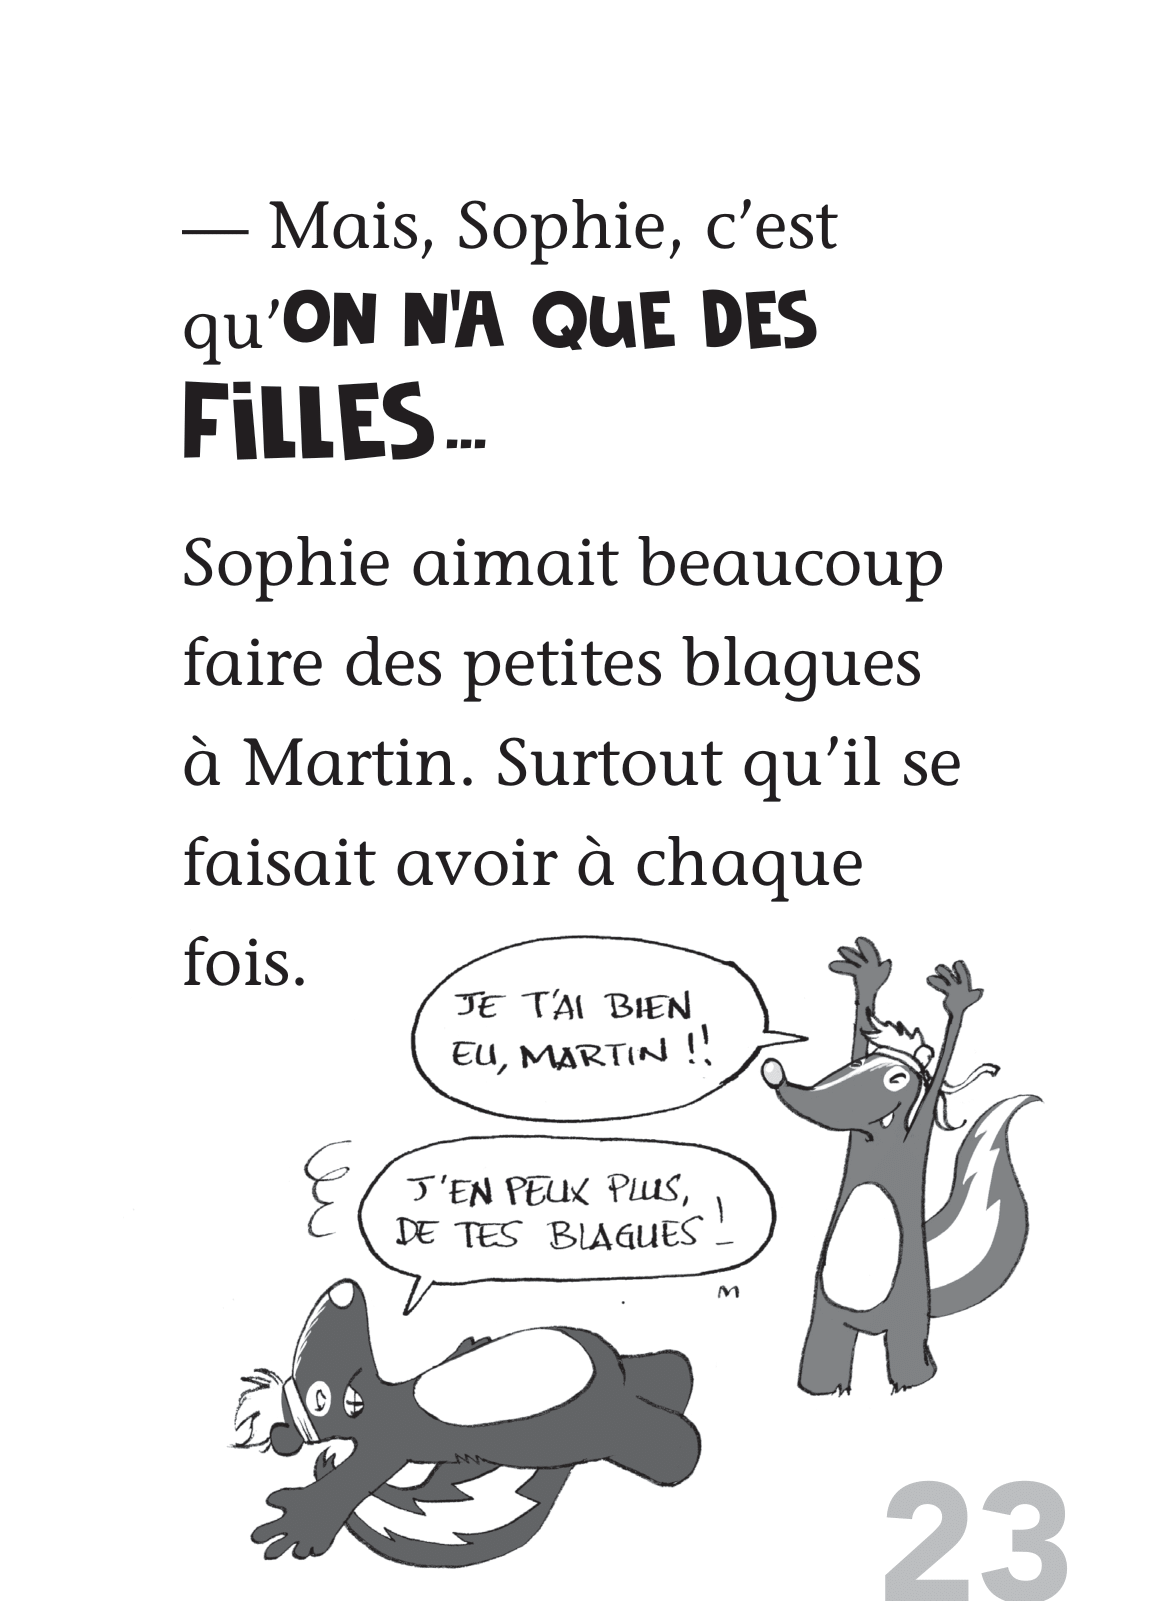 — Mais, Sophie, c’est
qu’ON N'A QUE DES
FiLLES...
Sophie aimait beaucoup
faire des petites blagues
à Martin. Surtout qu’il se
faisait avoir à chaque
fois.
JE T'AI BIEN
EU, MARTIN !!
J'EN PEUX PLUS,
DE TES BLAGUES !
M
23